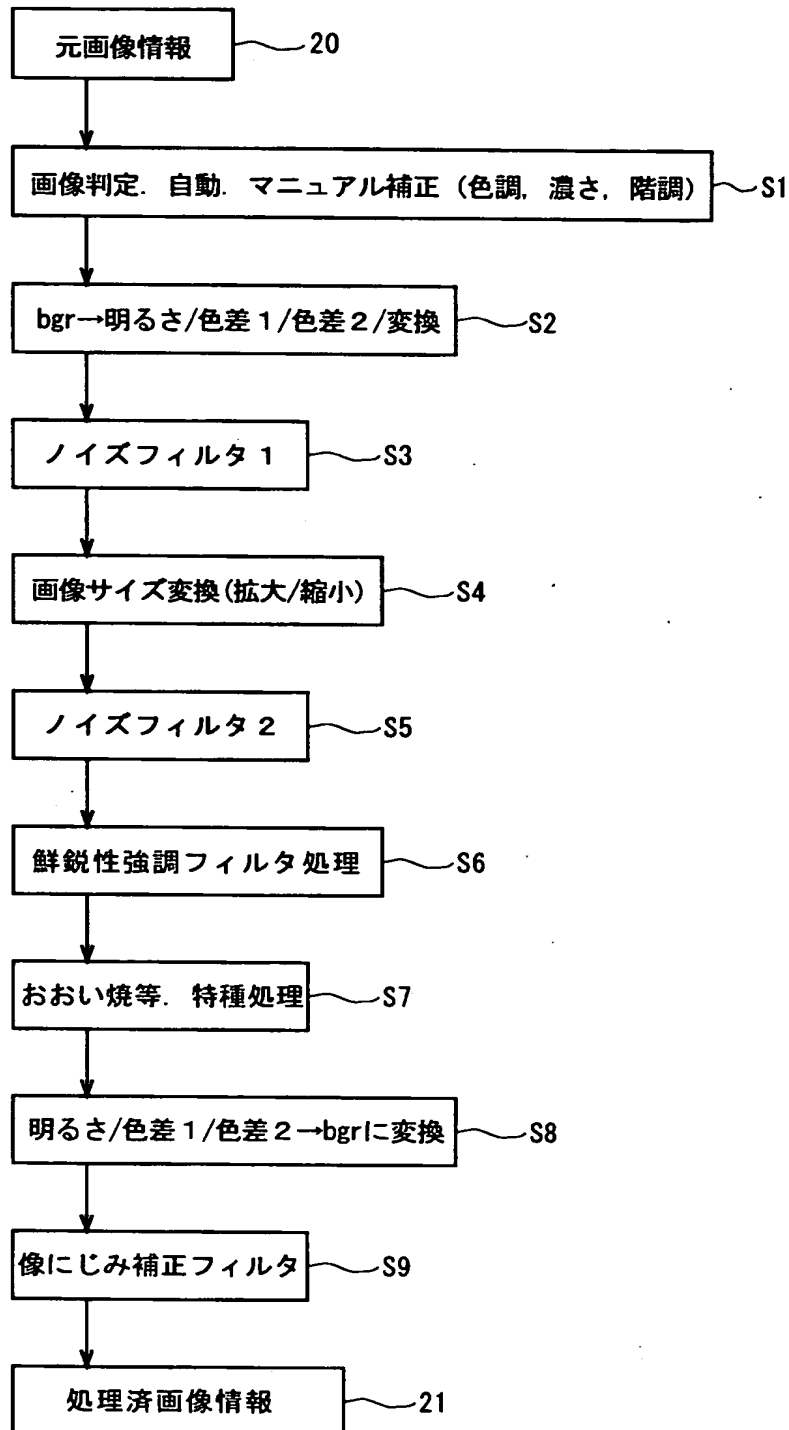 元画像情報 20
画像判定．自動．マニュアル補正（色調，濃さ，階調） S1
bgr→明るさ/色差１/色差２/変換 S2
ノイズフィルタ１ S3
画像サイズ変換(拡大/縮小) S4
ノイズフィルタ２ S5
鮮鋭性強調フィルタ処理 S6
おおい焼等．特種処理 S7
明るさ/色差１/色差２→bgrに変換 S8
像にじみ補正フィルタ S9
処理済画像情報 21